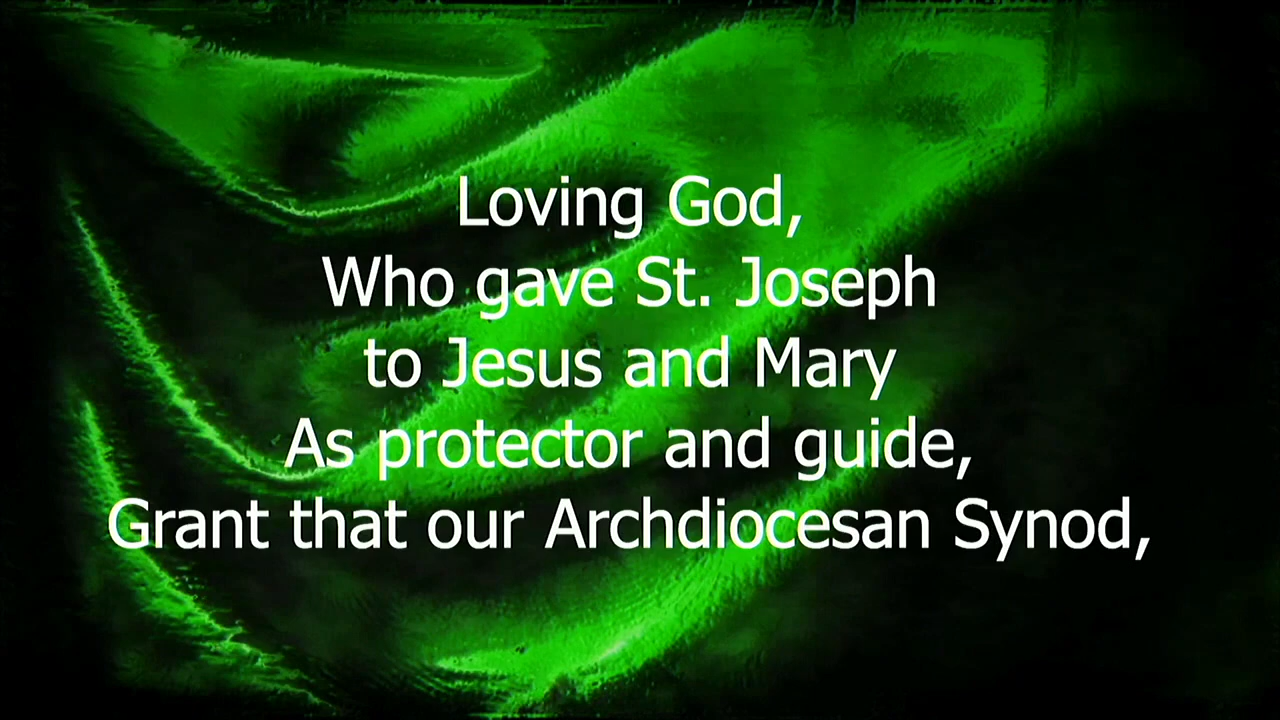 Loving God,
Who gave St. Joseph
to Jesus and Mary
As protector and guide,
Grant that our Archdiocesan Synod,